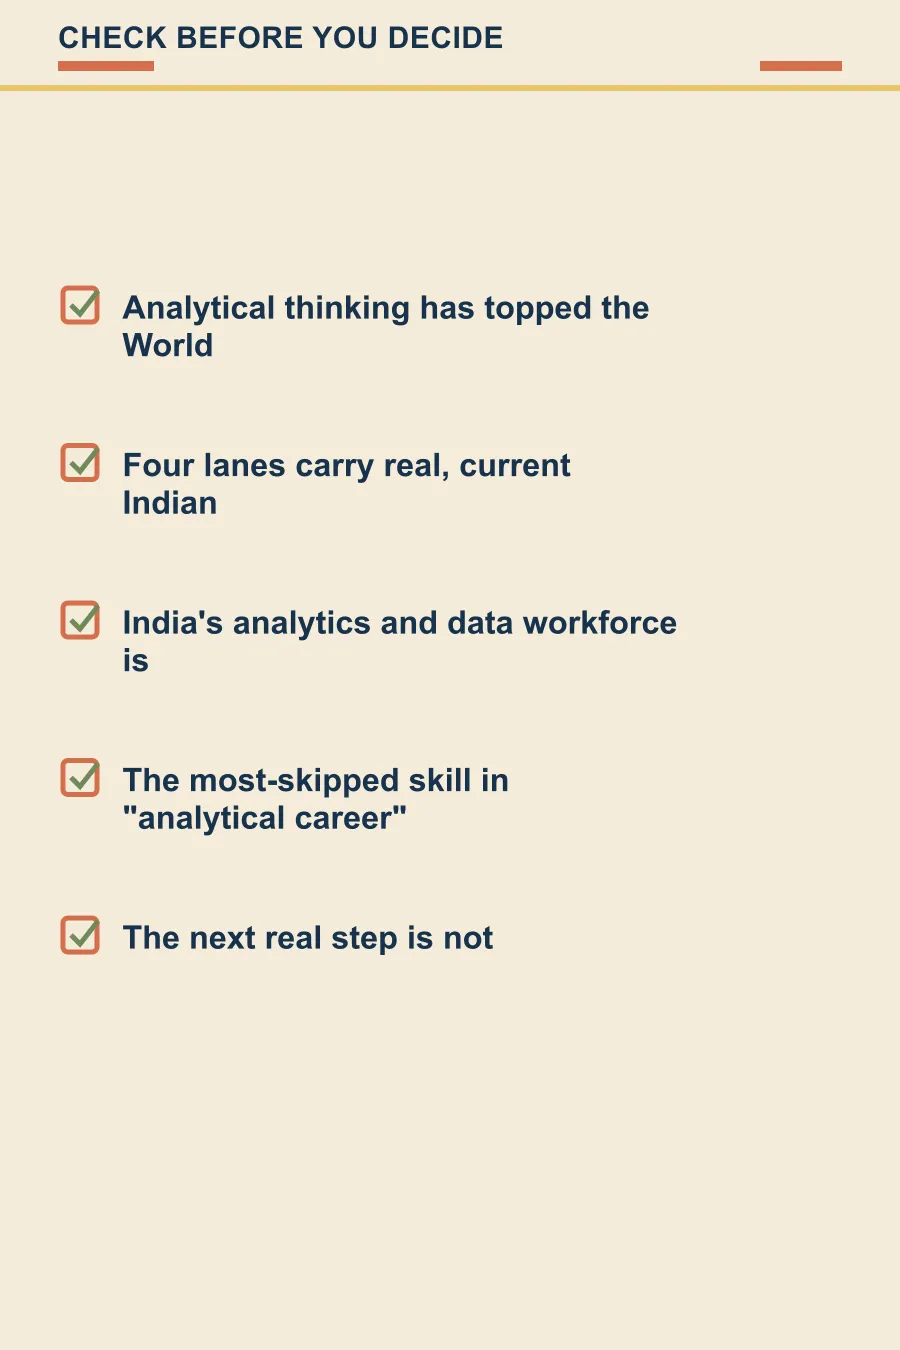 CHECK BEFORE YOU DECIDE
Analytical thinking has topped the
World
Four lanes carry real, current
Indian
India's analytics and data workforce
is
The most-skipped skill in
"analytical career"
The next real step is not